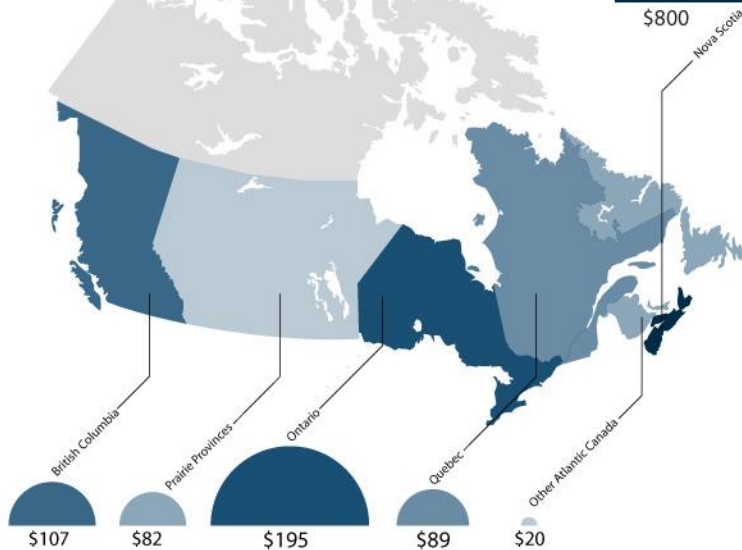 $800
Nova Scotia
British Columbia
Prairie Provinces
Ontario
Quebec
Other Atlantic Canada
$107
$82
$195
$89
$20